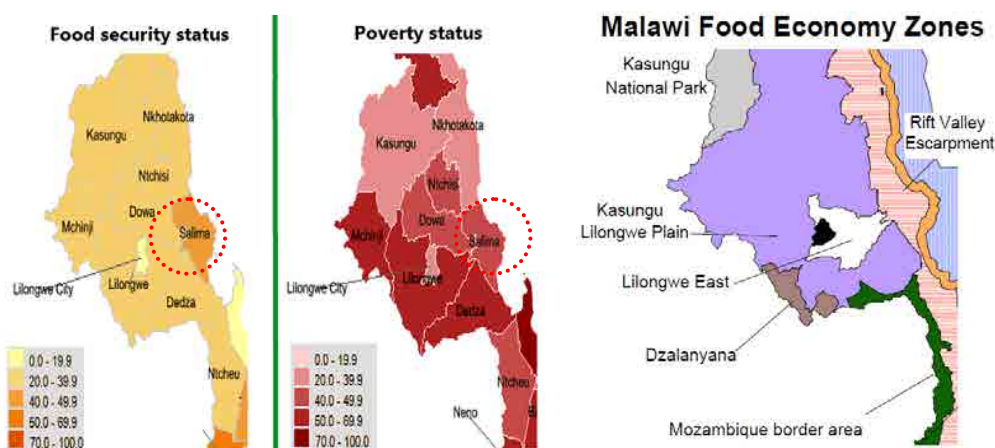 Food security status
Nkhotakota
Kasungu
Ntchisi
Dowa
Mchinji
Salima
Lilongwe City
Lilongwe
Dedza
Ntcheu
0.0 - 19.9
20.0 - 39.9
40.0 - 49.9
50.0 - 69.9
70.0 - 100.0
Poverty status
Nkhotakota
Kasungu
Ntchisi
Dowa
Mchinji
Salima
Lilongwe
Lilongwe City
Dedza
Ntcheu
Neno
0.0 - 19.9
20.0 - 39.9
40.0 - 49.9
50.0 - 69.9
70.0 - 100.0
Malawi Food Economy Zones
Kasungu
National Park
Rift Valley
Escarpment
Kasungu
Lilongwe Plain
Lilongwe East
Dzalanyana
Mozambique border area